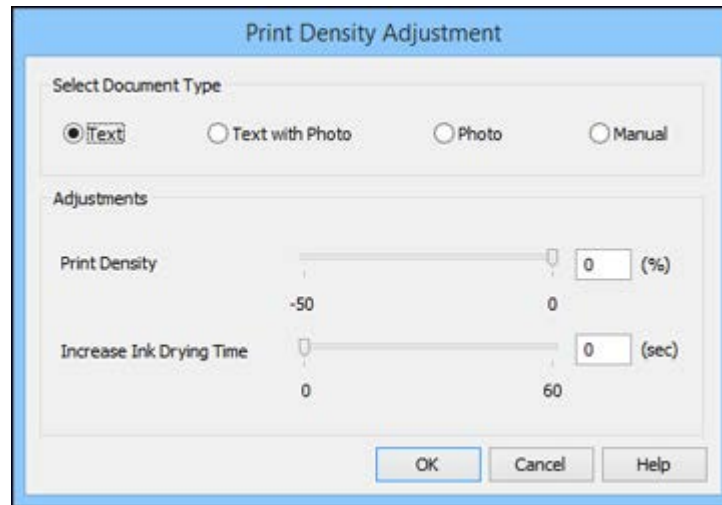 Print Density Adjustment
Select Document Type
Text Text with Photo Photo Manual
Adjustments
Print Density 0 (%)
-50 0
Increase Ink Drying Time 0 (sec)
0 60
OK Cancel Help